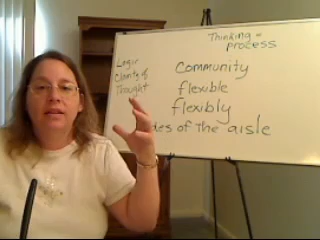 Thinking =
process
Logic
Clarity of
Thought
Community
flexible
flexibly
des of The aisle